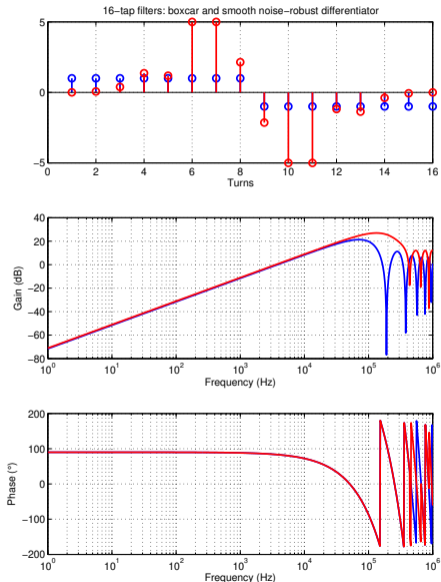 16−tap filters: boxcar and smooth noise−robust differentiator
5
0
−5
0 2 4 6 8 10 12 14 16
Turns
40
20
0
−20
−40
−60
−80
Gain (dB)
10^0 10^1 10^2 10^3 10^4 10^5 10^6
Frequency (Hz)
200
100
0
−100
−200
Phase (°)
10^0 10^1 10^2 10^3 10^4 10^5 10^6
Frequency (Hz)